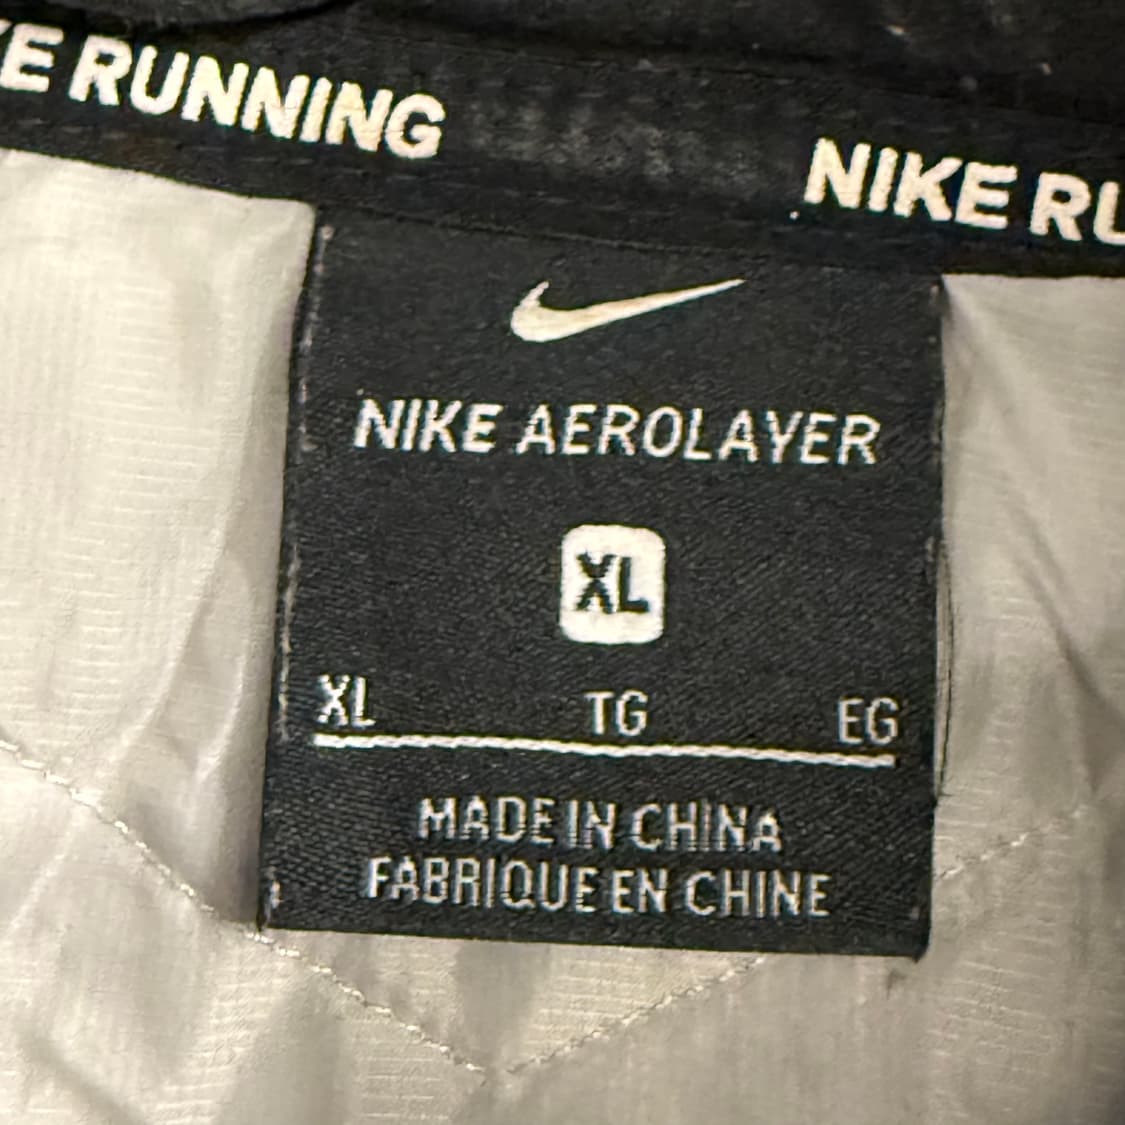 E RUNNING
NIKE RU
NIKE AEROLAYER
XL
XL TG EG
MADE IN CHINA
FABRIQUE EN CHINE